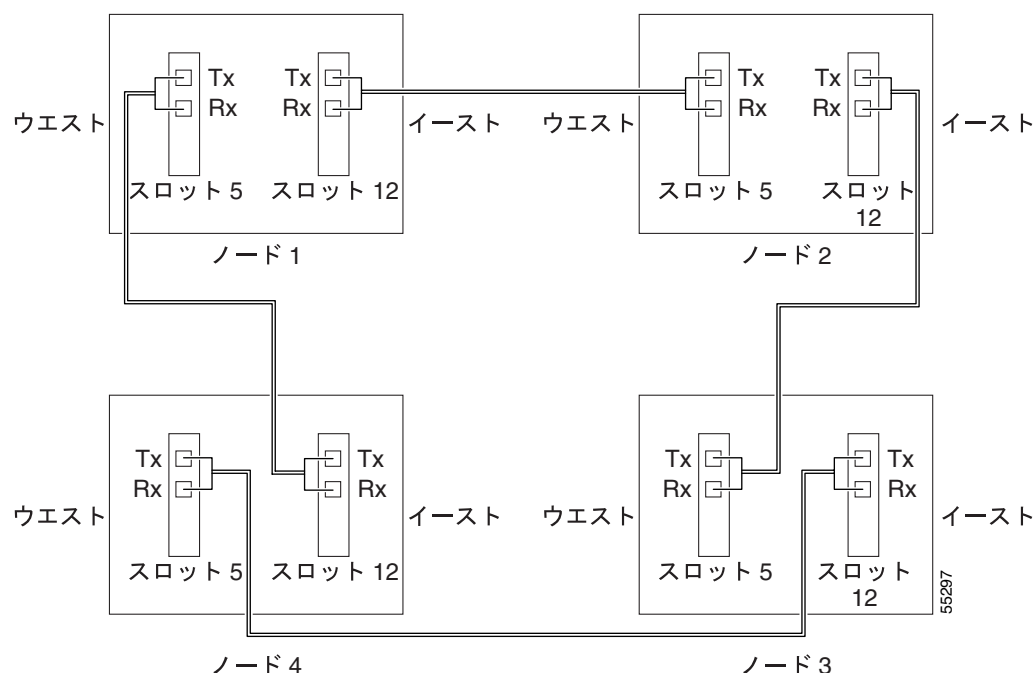 Tx Tx Tx Tx
Rx Rx Rx Rx
ウエスト イースト ウエスト イースト
スロット 5 スロット 12 スロット 5 スロット
12
ノード 1 ノード 2
Tx Tx Tx Tx
Rx Rx Rx Rx
ウエスト イースト ウエスト イースト
スロット 5 スロット 12 スロット 5 スロット
12
55297
ノード 4 ノード 3